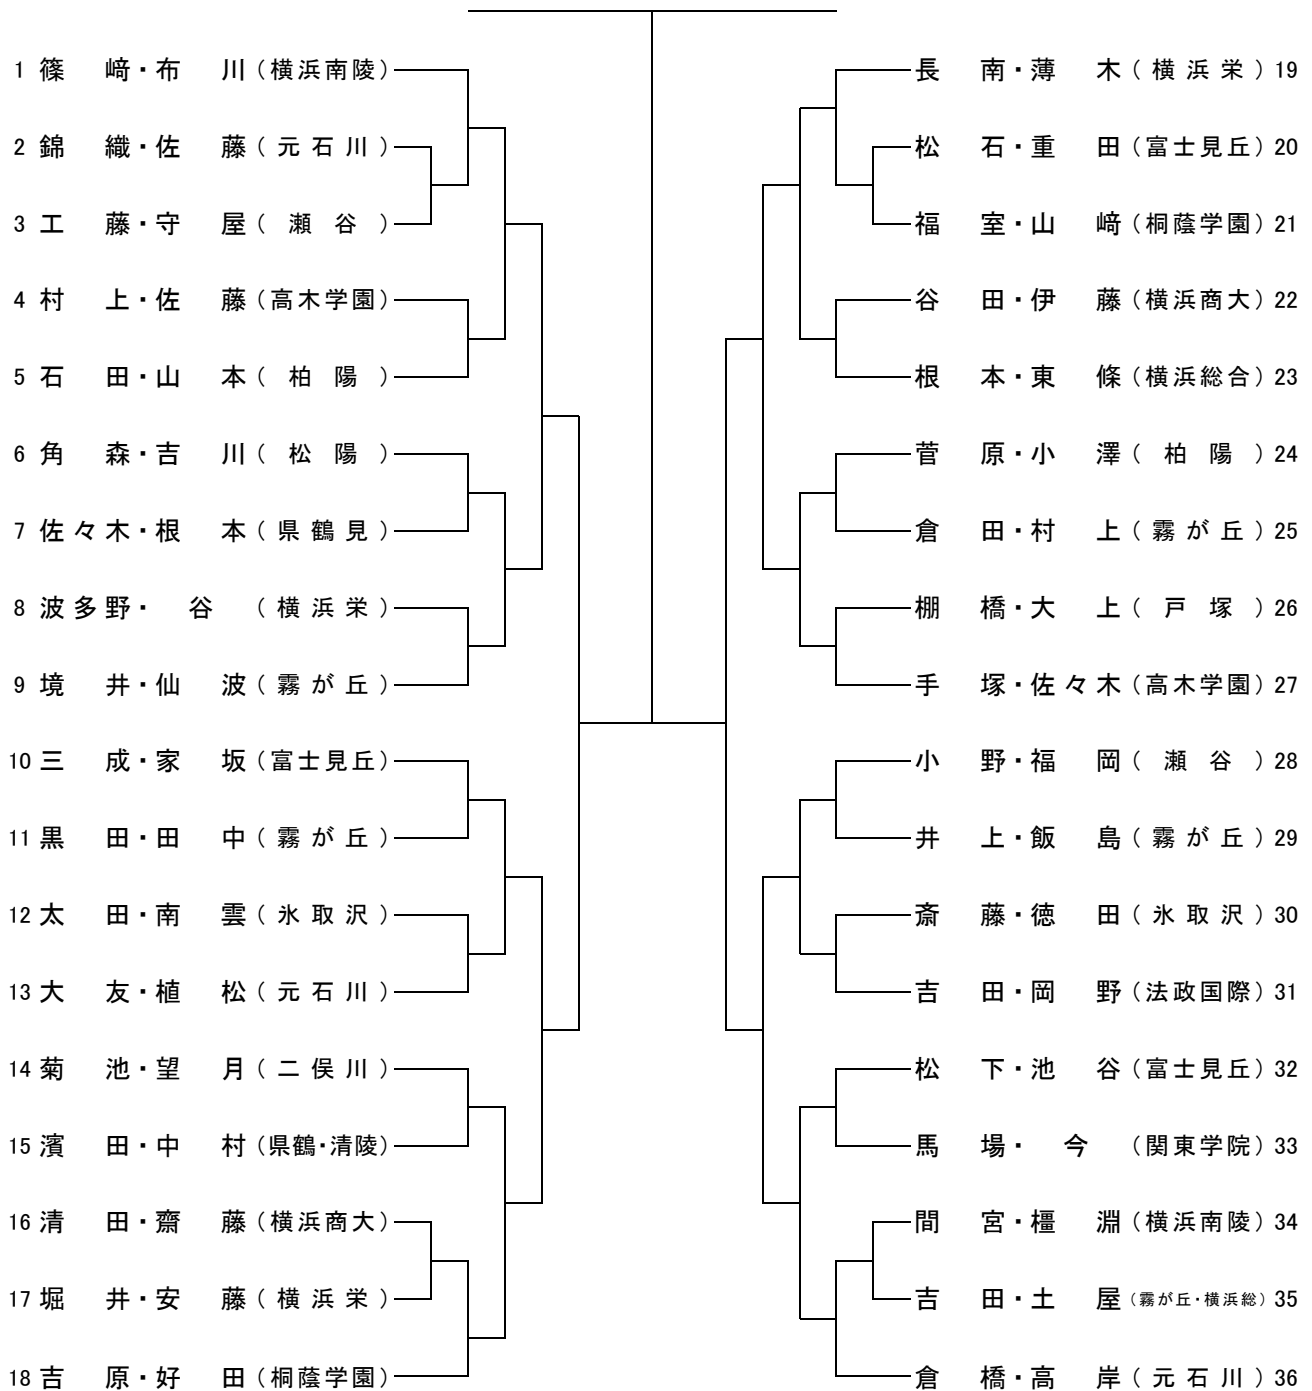 1 篠﨑・布川(横浜南陵)
2 錦織・佐藤(元石川)
3 工藤・守屋(瀬谷)
4 村上・佐藤(高木学園)
5 石田・山本(柏陽)
6 角森・吉川(松陽)
7 佐々木・根本(県鶴見)
8 波多野・谷(横浜栄)
9 境井・仙波(霧が丘)
10 三成・家坂(富士見丘)
11 黒田・田中(霧が丘)
12 太田・南雲(氷取沢)
13 大友・植松(元石川)
14 菊池・望月(二俣川)
15 濱田・中村(県鶴・清陵)
16 清田・齋藤(横浜商大)
17 堀井・安藤(横浜栄)
18 吉原・好田(桐蔭学園)
長南・薄木(横浜栄) 19
松石・重田(富士見丘) 20
福室・山﨑(桐蔭学園) 21
谷田・伊藤(横浜商大) 22
根本・東條(横浜総合) 23
菅原・小澤(柏陽) 24
倉田・村上(霧が丘) 25
棚橋・大上(戸塚) 26
手塚・佐々木(高木学園) 27
小野・福岡(瀬谷) 28
井上・飯島(霧が丘) 29
斎藤・徳田(氷取沢) 30
吉田・岡野(法政国際) 31
松下・池谷(富士見丘) 32
馬場・今(関東学院) 33
間宮・橿淵(横浜南陵) 34
吉田・土屋(霧が丘・横浜総) 35
倉橋・高岸(元石川) 36